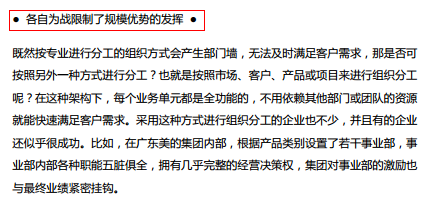 ● 各自为战限制了规模优势的发挥 ●
既然按专业进行分工的组织方式会产生部门墙，无法及时满足客户需求，那是否可
按照另外一种方式进行分工？也就是按照市场、客户、产品或项目来进行组织分工
呢？在这种架构下，每个业务单元都是全功能的，不用依赖其他部门或团队的资源
就能快速满足客户需求。采用这种方式进行组织分工的企业也不少，并且有的企业
还似乎很成功。比如，在广东美的集团内部，根据产品类别设置了若干事业部，事
业部内部各种职能五脏俱全，拥有几乎完整的经营决策权，集团对事业部的激励也
与最终业绩紧密挂钩。